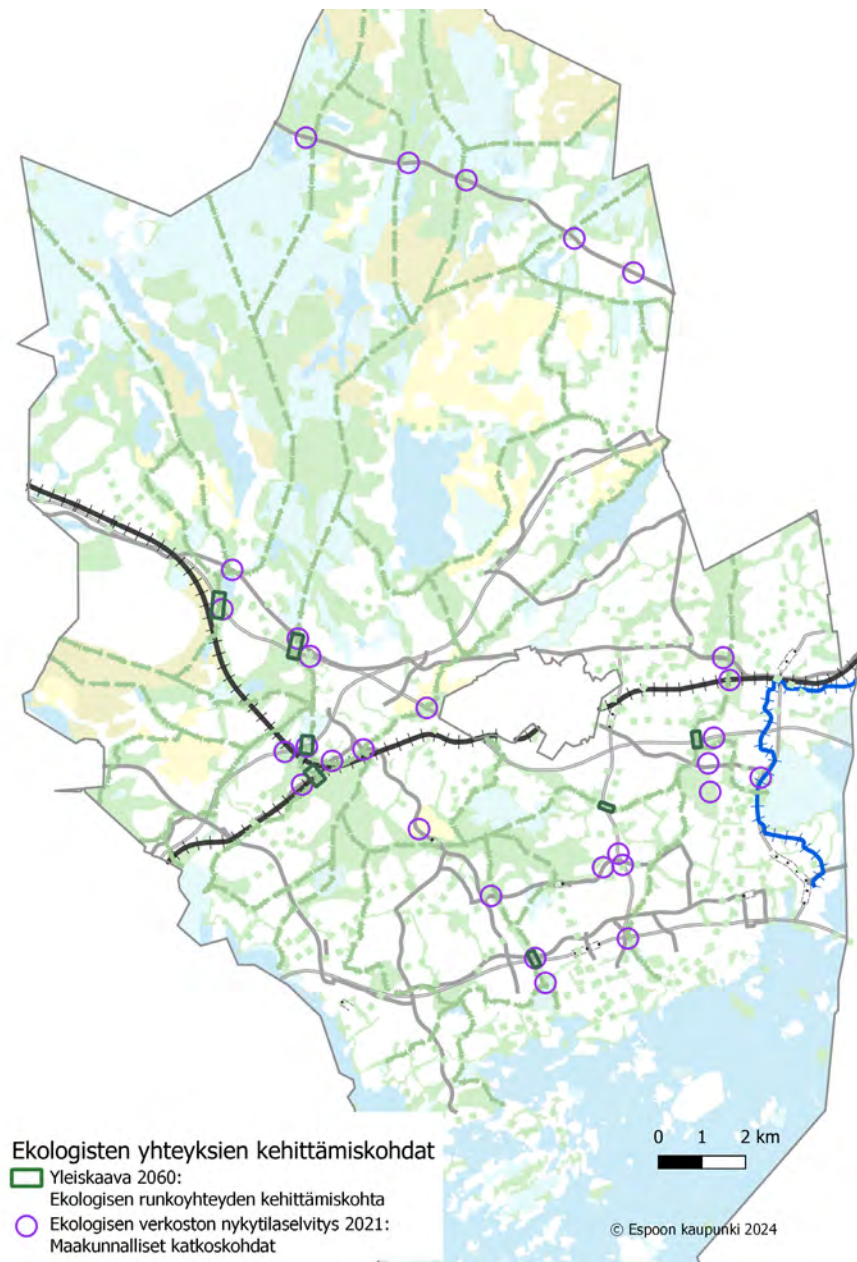 0 1 2 km
Ekologisten yhteyksien kehittämiskohdat
Yleiskaava 2060:
Ekologisen runkoyhteyden kehittämiskohta
Ekologisen verkoston nykytilaselvitys 2021:
Maakunnalliset katkoskohdat
© Espoon kaupunki 2024